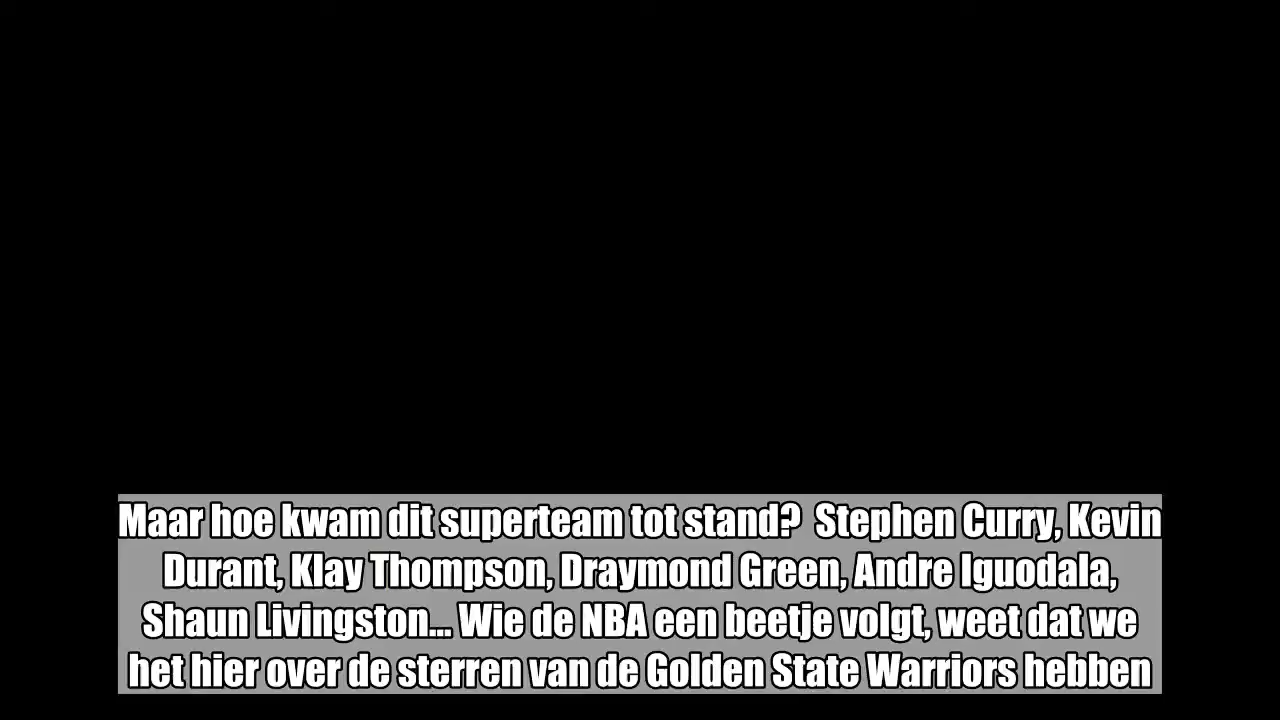 Maar hoe kwam dit superteam tot stand?  Stephen Curry, Kevin
Durant, Klay Thompson, Draymond Green, Andre Iguodala,
Shaun Livingston... Wie de NBA een beetje volgt, weet dat we
het hier over de sterren van de Golden State Warriors hebben